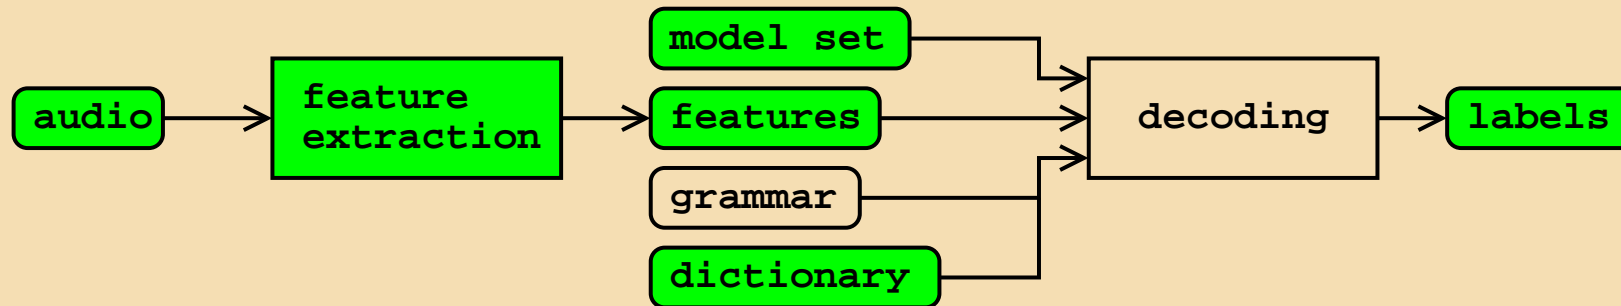 audio
feature
extraction
model set
features
grammar
dictionary
decoding
labels